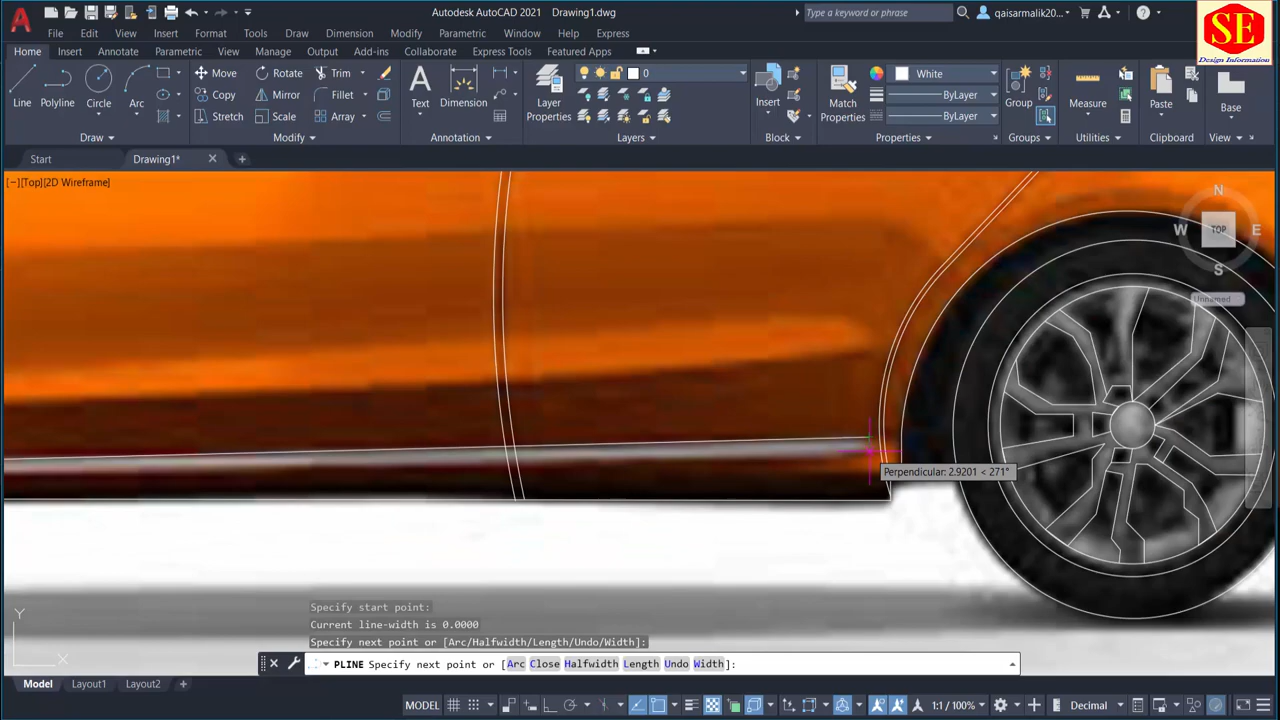 Autodesk AutoCAD 2021 Drawing1.dwg
Type a keyword or phrase
qaisarmalik20...
SE
Design Information
File Edit View Insert Format Tools Draw Dimension Modify Parametric Window Help Express
Home Insert Annotate Parametric View Manage Output Add-ins Collaborate Express Tools Featured Apps
Line Polyline Circle Arc
Move Rotate Trim
Copy Mirror Fillet
Stretch Scale Array
Text Dimension
Layer Properties
0
Insert
Match Properties
White
ByLayer
ByLayer
Group
Measure
Paste
Base
Draw Modify Annotation Layers Block Properties Groups Utilities Clipboard View
Start Drawing1*
[−][Top][2D Wireframe]
N
W TOP E
S
Unnamed
Perpendicular: 2.9201 < 271°
Specify start point:
Current line-width is 0.0000
Specify next point or [Arc/Halfwidth/Length/Undo/Width]:
PLINE Specify next point or [Arc Close Halfwidth Length Undo Width]:
Y
X
Model Layout1 Layout2
MODEL 1:1 / 100% Decimal